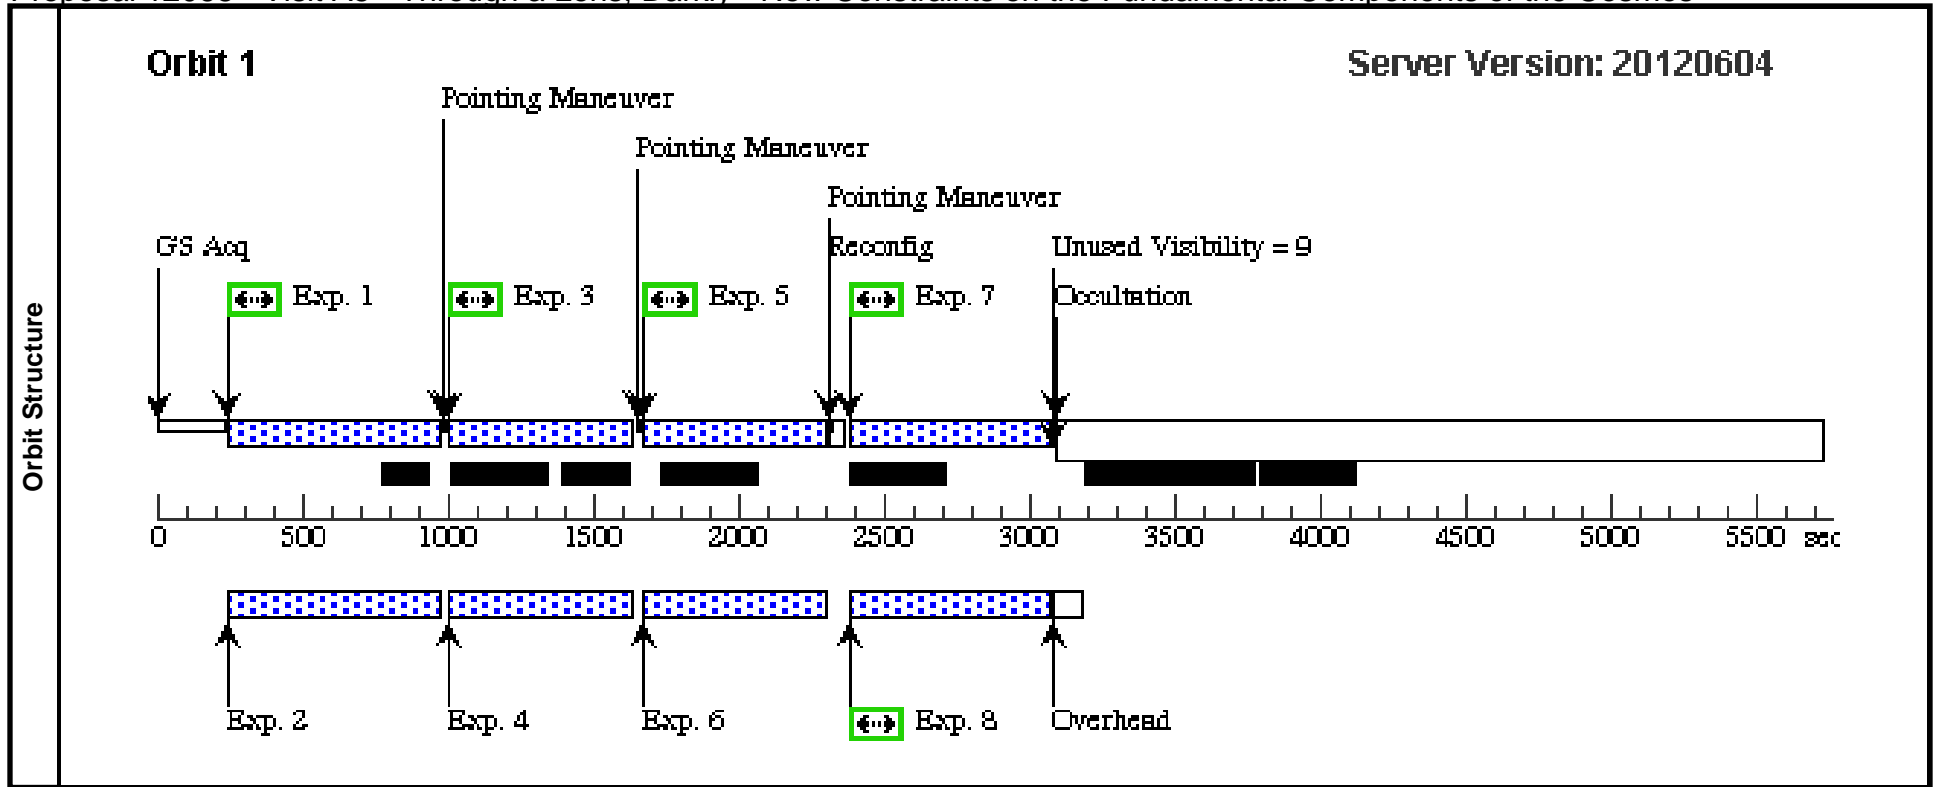 Orbit Structure
Orbit 1
Server Version: 20120604
Pointing Maneuver
Pointing Maneuver
Pointing Maneuver
GS Acq
Reconfig
Unused Visibility = 9
Exp. 1
Exp. 3
Exp. 5
Exp. 7
Occultation
0 500 1000 1500 2000 2500 3000 3500 4000 4500 5000 5500 sec
Exp. 2
Exp. 4
Exp. 6
Exp. 8
Overhead